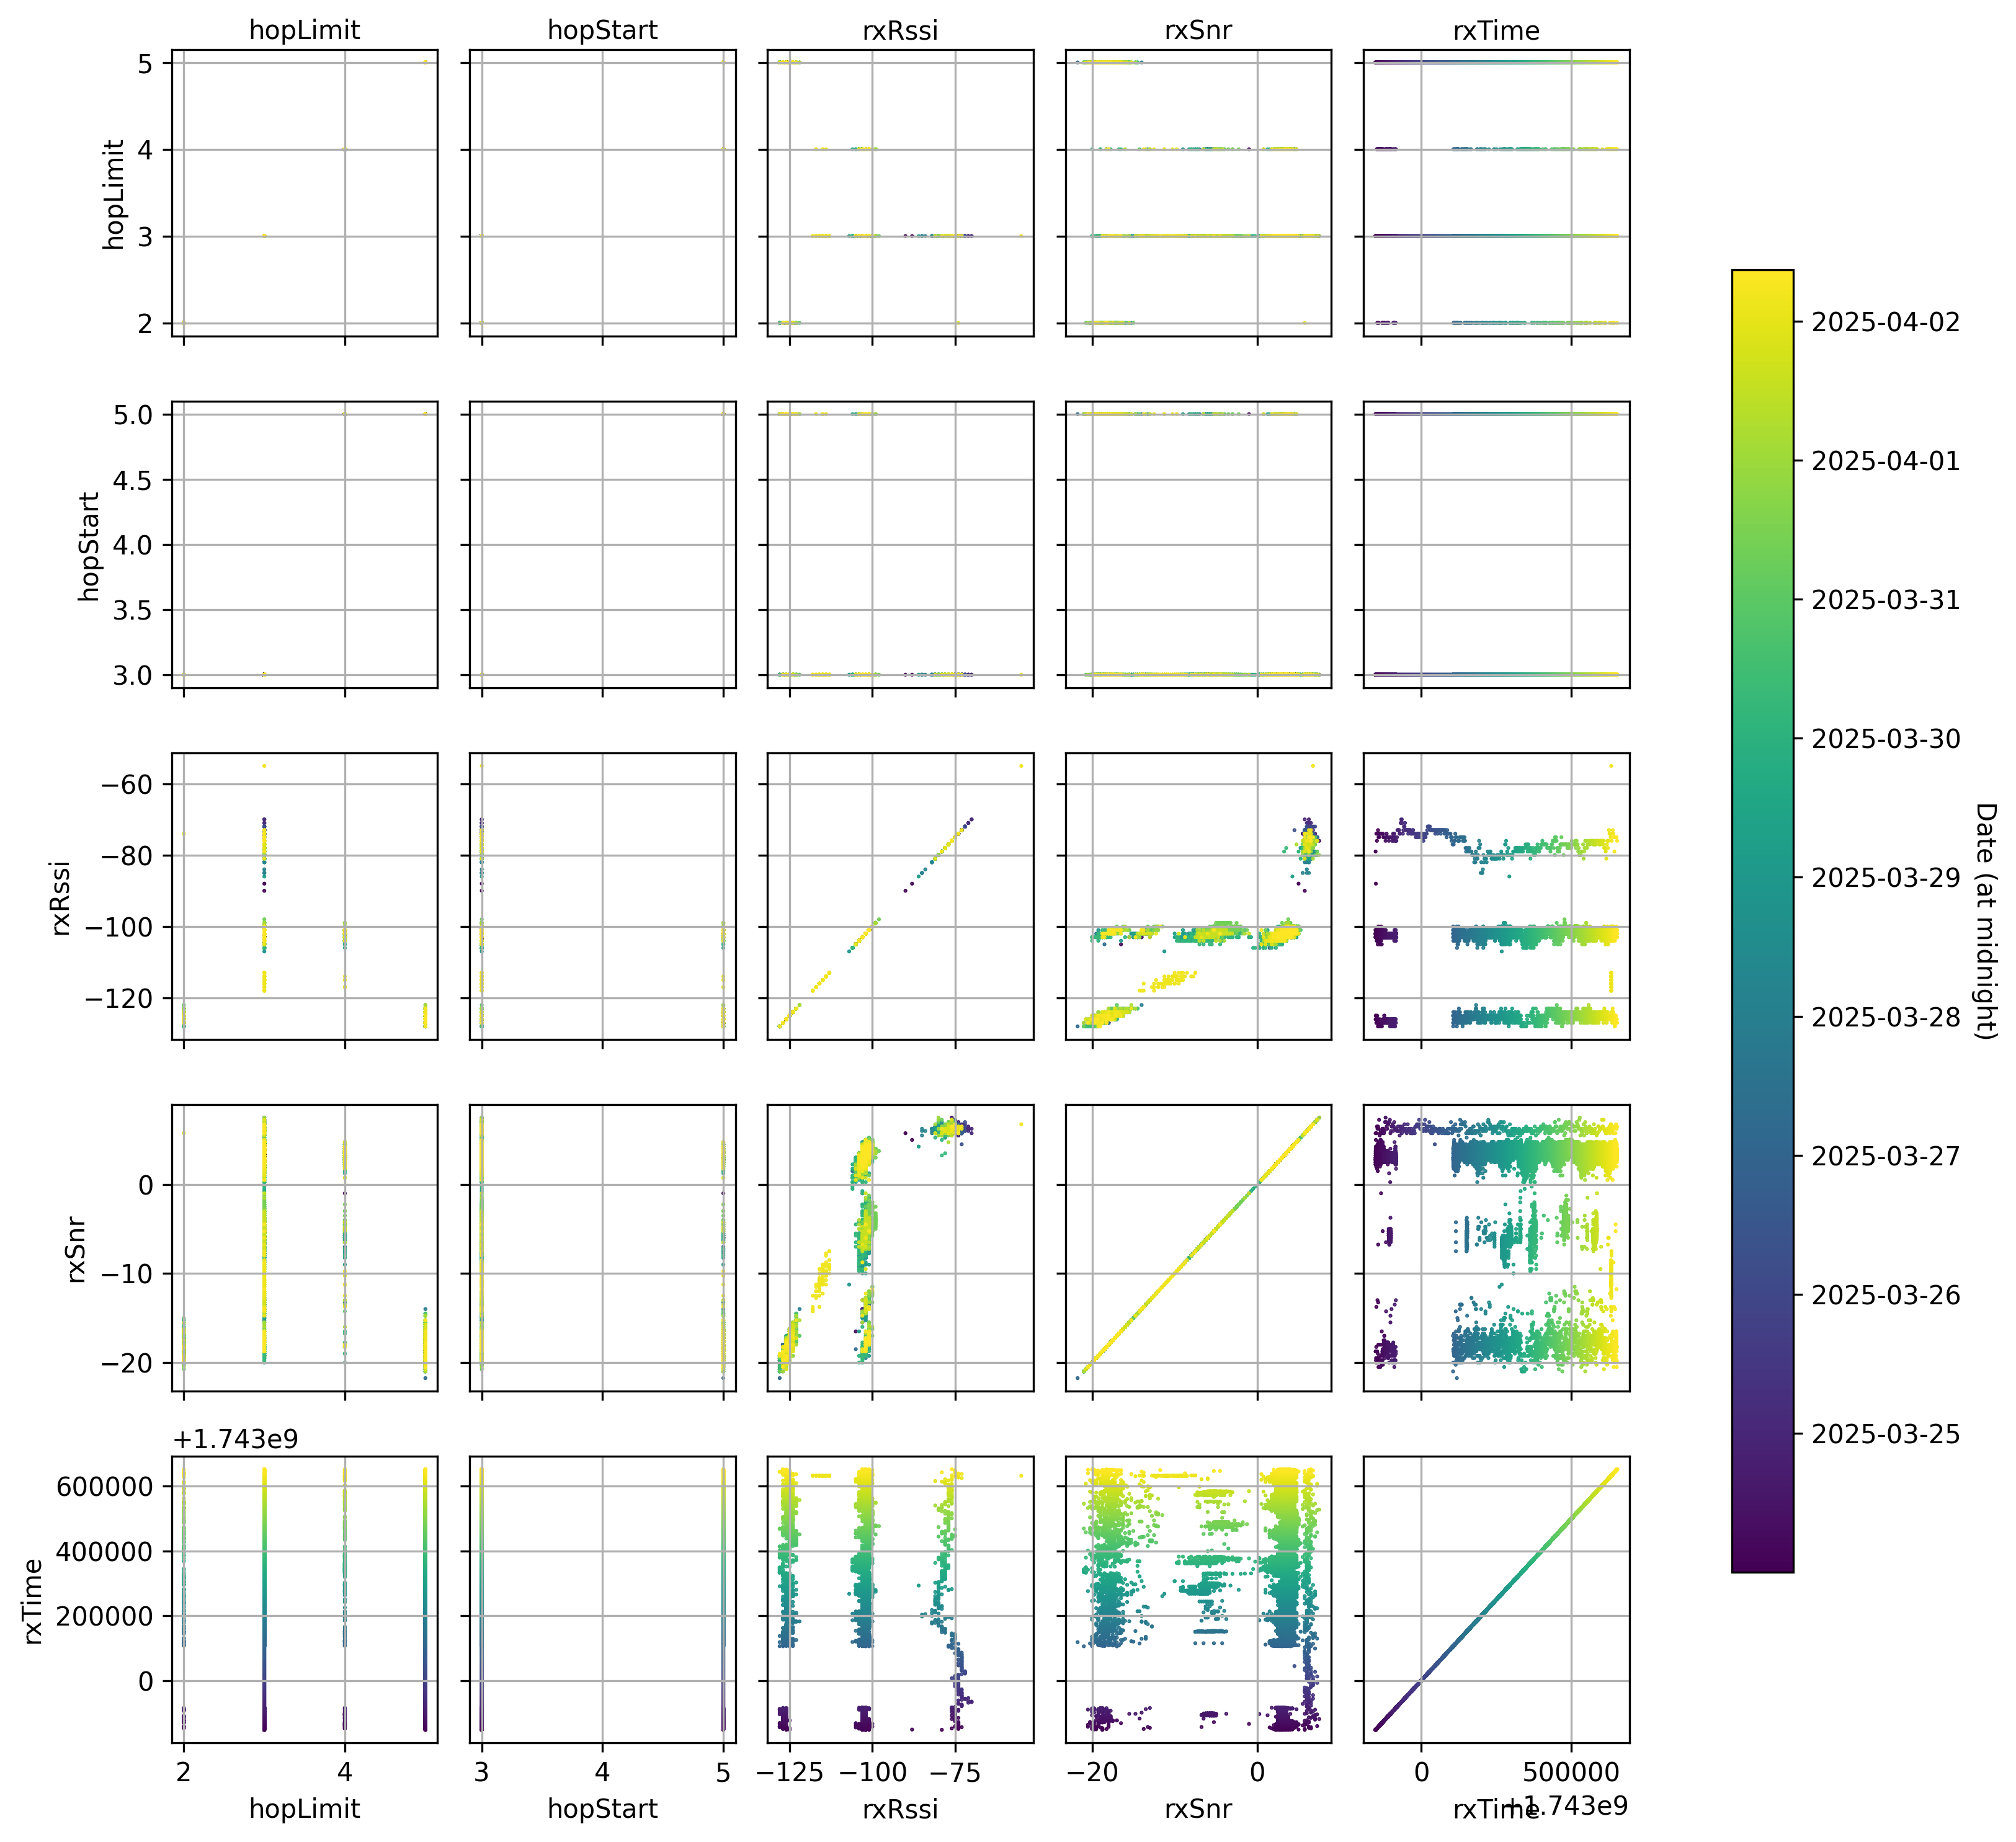 hopLimit hopStart rxRssi rxSnr rxTime
5
4
3
2
hopLimit
5.0
4.5
4.0
3.5
3.0
hopStart
−60
−80
−100
−120
rxRssi
0
−10
−20
rxSnr
+1.743e9
600000
400000
200000
0
rxTime
2 4 3 4 5 −125 −100 −75 −20 0 0 500000
hopLimit hopStart rxRssi rxSnr rxTime +1.743e9
2025-04-02
2025-04-01
2025-03-31
2025-03-30
2025-03-29
2025-03-28
2025-03-27
2025-03-26
2025-03-25
Date (at midnight)